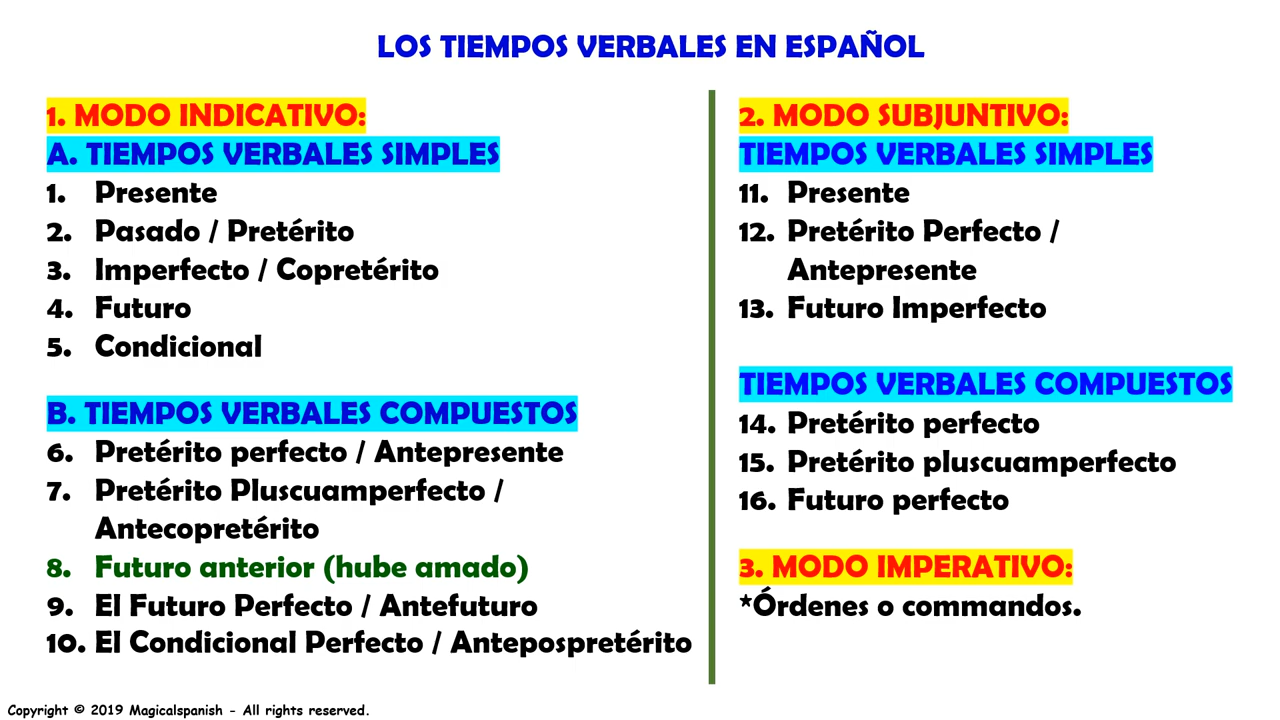 LOS TIEMPOS VERBALES EN ESPAÑOL
1. MODO INDICATIVO:
A. TIEMPOS VERBALES SIMPLES
1. Presente
2. Pasado / Pretérito
3. Imperfecto / Copretérito
4. Futuro
5. Condicional
B. TIEMPOS VERBALES COMPUESTOS
6. Pretérito perfecto / Antepresente
7. Pretérito Pluscuamperfecto /
Antecopretérito
8. Futuro anterior (hube amado)
9. El Futuro Perfecto / Antefuturo
10. El Condicional Perfecto / Antepospretérito
2. MODO SUBJUNTIVO:
TIEMPOS VERBALES SIMPLES
11. Presente
12. Pretérito Perfecto /
Antepresente
13. Futuro Imperfecto
TIEMPOS VERBALES COMPUESTOS
14. Pretérito perfecto
15. Pretérito pluscuamperfecto
16. Futuro perfecto
3. MODO IMPERATIVO:
*Órdenes o commandos.
Copyright © 2019 Magicalspanish - All rights reserved.